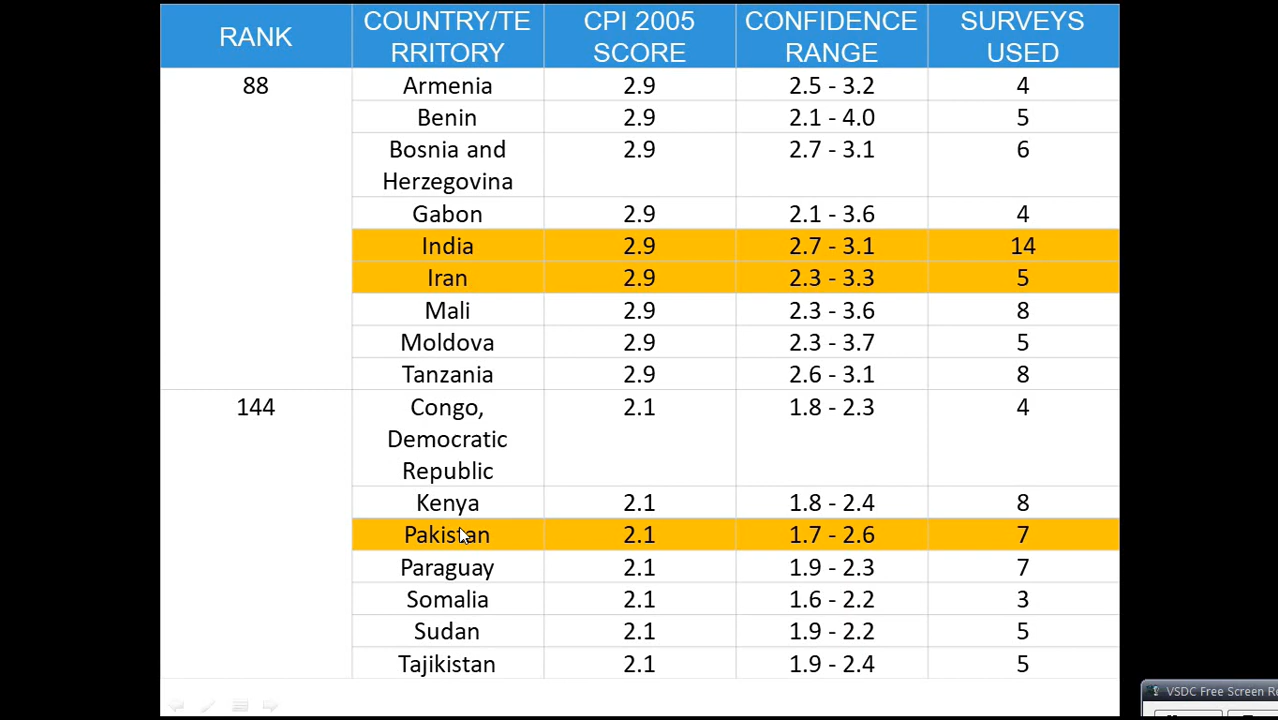 RANK COUNTRY/TE CPI 2005 CONFIDENCE SURVEYS
RRITORY SCORE RANGE USED
88 Armenia 2.9 2.5 - 3.2 4
Benin 2.9 2.1 - 4.0 5
Bosnia and 2.9 2.7 - 3.1 6
Herzegovina
Gabon 2.9 2.1 - 3.6 4
India 2.9 2.7 - 3.1 14
Iran 2.9 2.3 - 3.3 5
Mali 2.9 2.3 - 3.6 8
Moldova 2.9 2.3 - 3.7 5
Tanzania 2.9 2.6 - 3.1 8
144 Congo, 2.1 1.8 - 2.3 4
Democratic
Republic
Kenya 2.1 1.8 - 2.4 8
Pakistan 2.1 1.7 - 2.6 7
Paraguay 2.1 1.9 - 2.3 7
Somalia 2.1 1.6 - 2.2 3
Sudan 2.1 1.9 - 2.2 5
Tajikistan 2.1 1.9 - 2.4 5
VSDC Free Screen Re